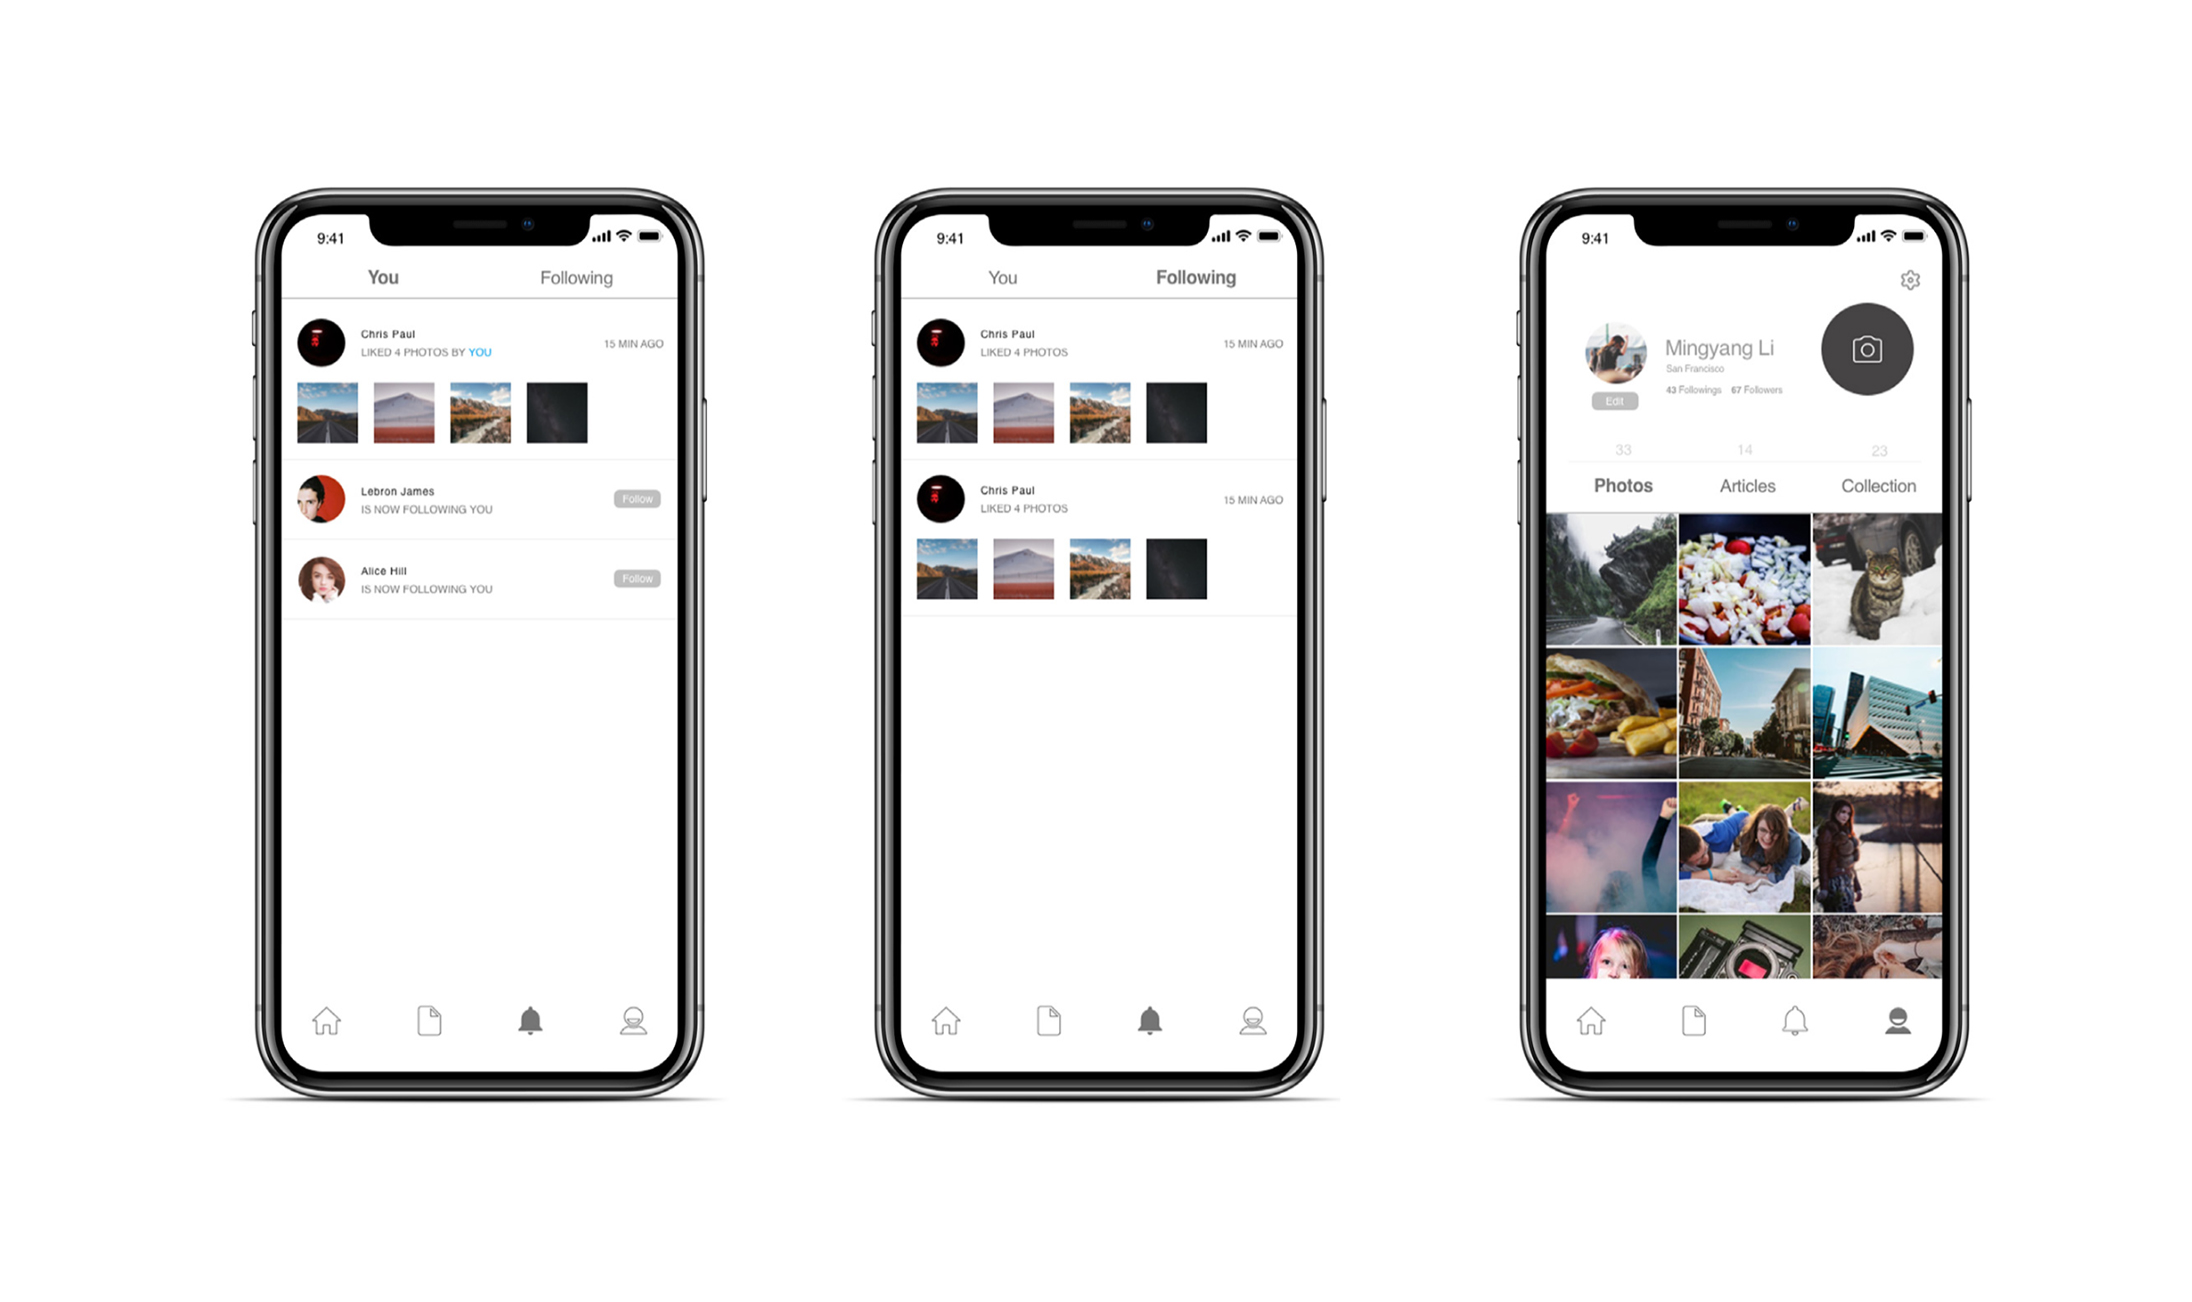 9:41
You Following
Chris Paul
LIKED 4 PHOTOS BY YOU
15 MIN AGO
Lebron James
IS NOW FOLLOWING YOU
Follow
Alice Hill
IS NOW FOLLOWING YOU
Follow
9:41
You Following
Chris Paul
LIKED 4 PHOTOS
15 MIN AGO
Chris Paul
LIKED 4 PHOTOS
15 MIN AGO
9:41
Mingyang Li
San Francisco
43 Followings 67 Followers
Edit
33 14 23
Photos Articles Collection